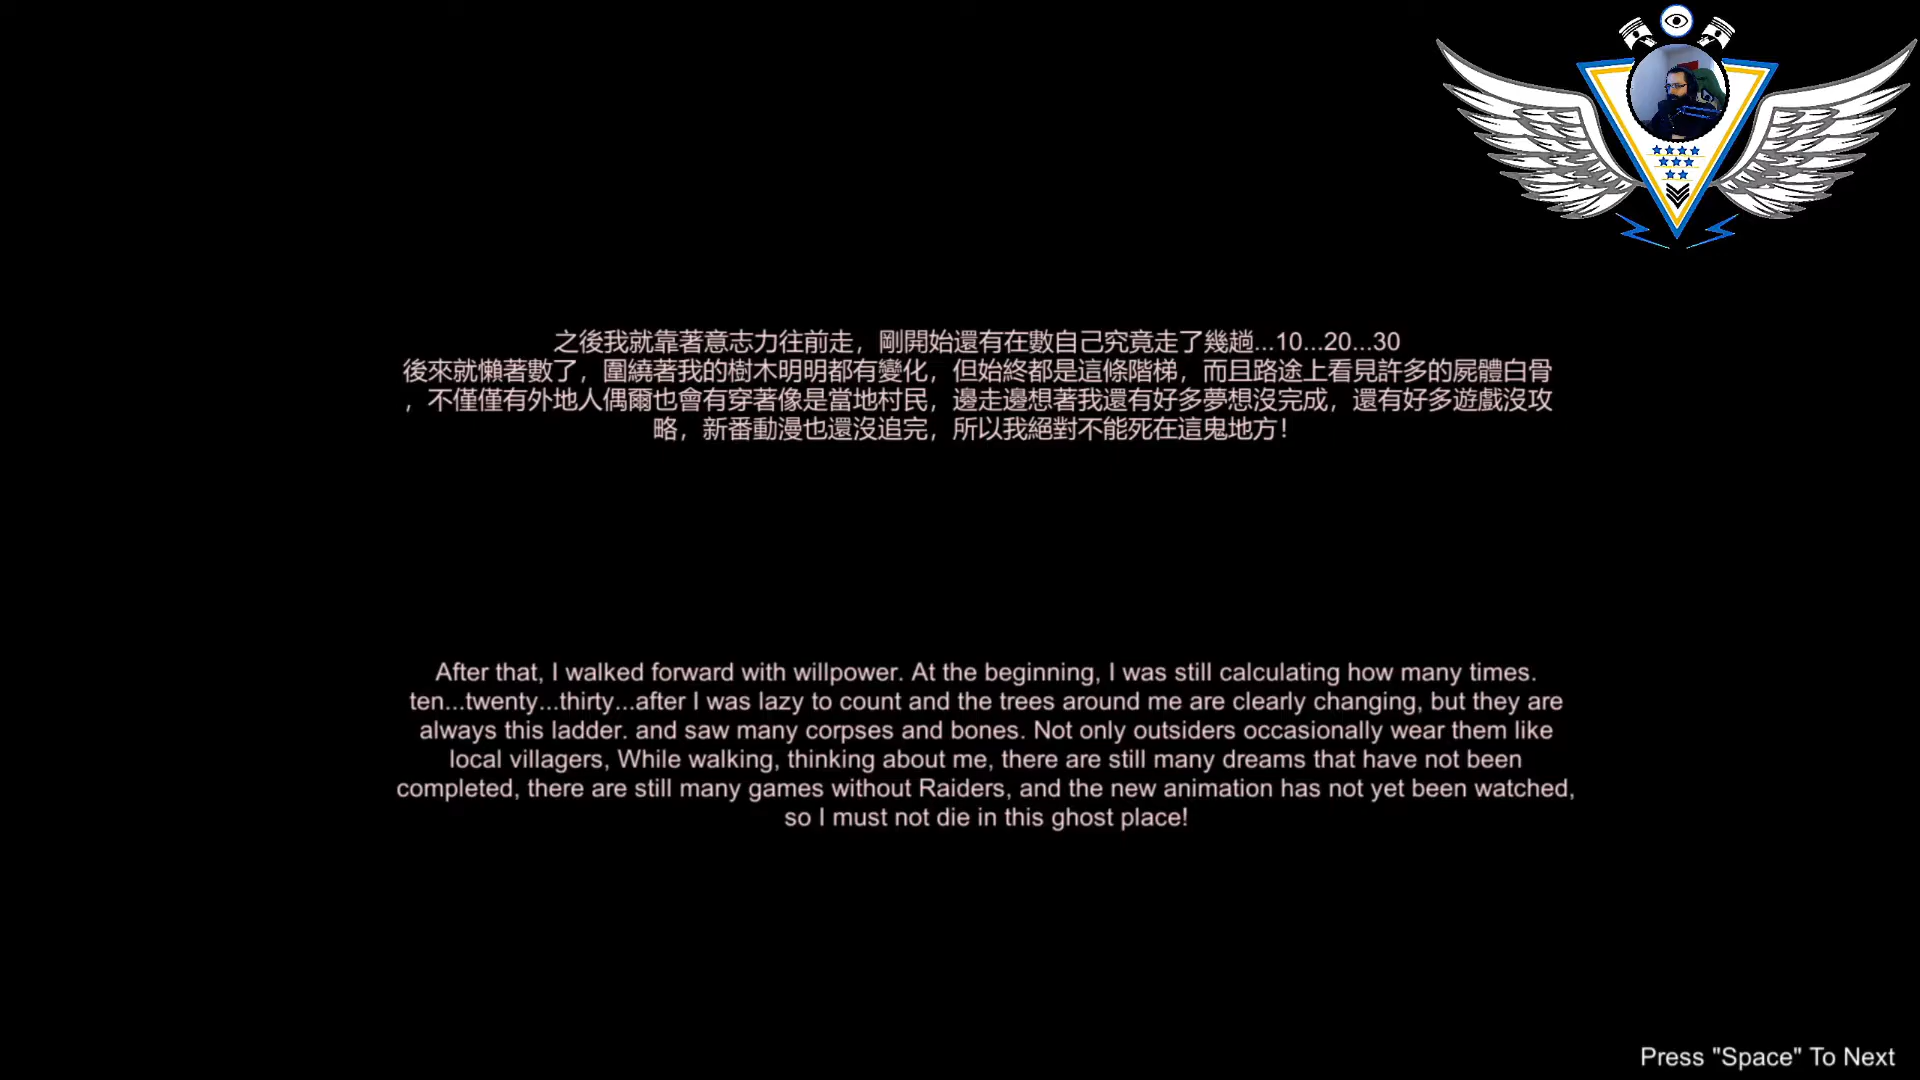 之後我就靠著意志力往前走，剛開始還有在數自己究竟走了幾趟...10...20...30
後來就懶著數了，圍繞著我的樹木明明都有變化，但始終都是這條階梯，而且路途上看見許多的屍體白骨
，不僅僅有外地人偶爾也會有穿著像是當地村民，邊走邊想著我還有好多夢想沒完成，還有好多遊戲沒攻
略，新番動漫也還沒追完，所以我絕對不能死在這鬼地方！
After that, I walked forward with willpower. At the beginning, I was still calculating how many times.
ten...twenty...thirty...after I was lazy to count and the trees around me are clearly changing, but they are
always this ladder. and saw many corpses and bones. Not only outsiders occasionally wear them like
local villagers, While walking, thinking about me, there are still many dreams that have not been
completed, there are still many games without Raiders, and the new animation has not yet been watched,
so I must not die in this ghost place!
Press "Space" To Next